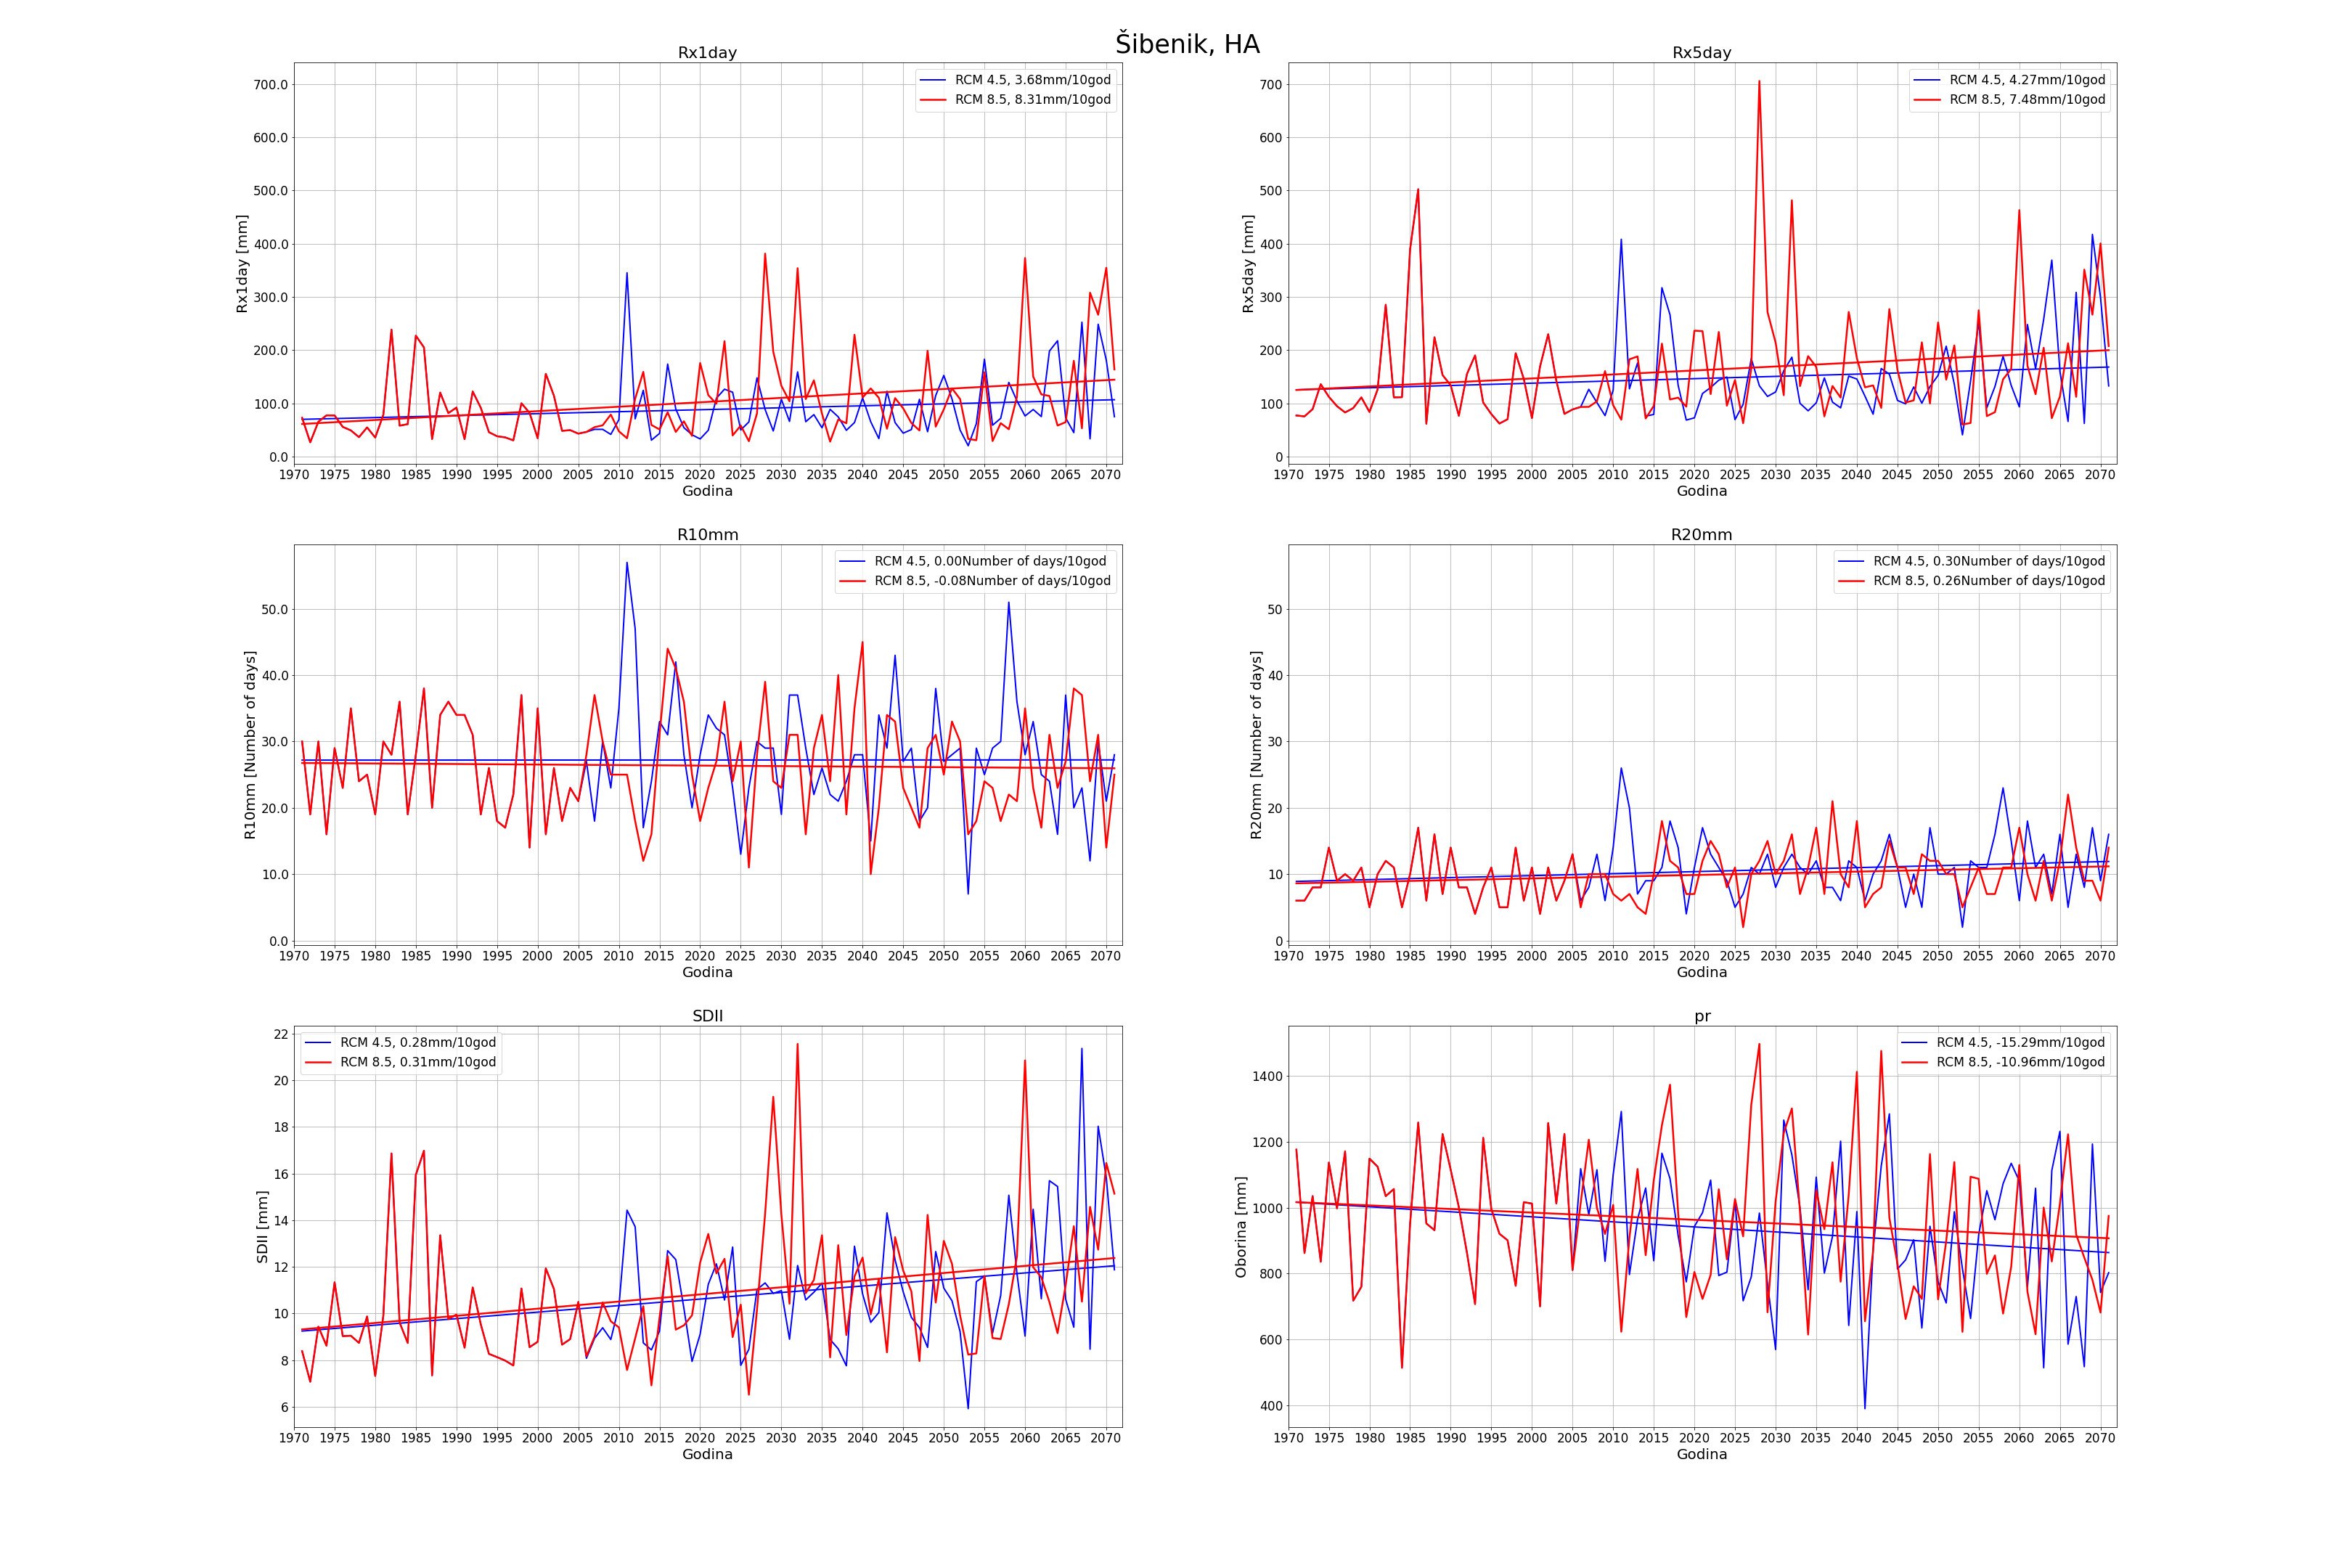 Šibenik, HA
Rx1day
RCM 4.5, 3.68mm/10god
RCM 8.5, 8.31mm/10god
Rx1day [mm]
700.0
600.0
500.0
400.0
300.0
200.0
100.0
0.0
1970 1975 1980 1985 1990 1995 2000 2005 2010 2015 2020 2025 2030 2035 2040 2045 2050 2055 2060 2065 2070
Godina
Rx5day
RCM 4.5, 4.27mm/10god
RCM 8.5, 7.48mm/10god
Rx5day [mm]
700
600
500
400
300
200
100
0
1970 1975 1980 1985 1990 1995 2000 2005 2010 2015 2020 2025 2030 2035 2040 2045 2050 2055 2060 2065 2070
Godina
R10mm
RCM 4.5, 0.00Number of days/10god
RCM 8.5, -0.08Number of days/10god
R10mm [Number of days]
50.0
40.0
30.0
20.0
10.0
0.0
1970 1975 1980 1985 1990 1995 2000 2005 2010 2015 2020 2025 2030 2035 2040 2045 2050 2055 2060 2065 2070
Godina
R20mm
RCM 4.5, 0.30Number of days/10god
RCM 8.5, 0.26Number of days/10god
R20mm [Number of days]
50
40
30
20
10
0
1970 1975 1980 1985 1990 1995 2000 2005 2010 2015 2020 2025 2030 2035 2040 2045 2050 2055 2060 2065 2070
Godina
SDII
RCM 4.5, 0.28mm/10god
RCM 8.5, 0.31mm/10god
SDII [mm]
22
20
18
16
14
12
10
8
6
1970 1975 1980 1985 1990 1995 2000 2005 2010 2015 2020 2025 2030 2035 2040 2045 2050 2055 2060 2065 2070
Godina
pr
RCM 4.5, -15.29mm/10god
RCM 8.5, -10.96mm/10god
Oborina [mm]
1400
1200
1000
800
600
400
1970 1975 1980 1985 1990 1995 2000 2005 2010 2015 2020 2025 2030 2035 2040 2045 2050 2055 2060 2065 2070
Godina